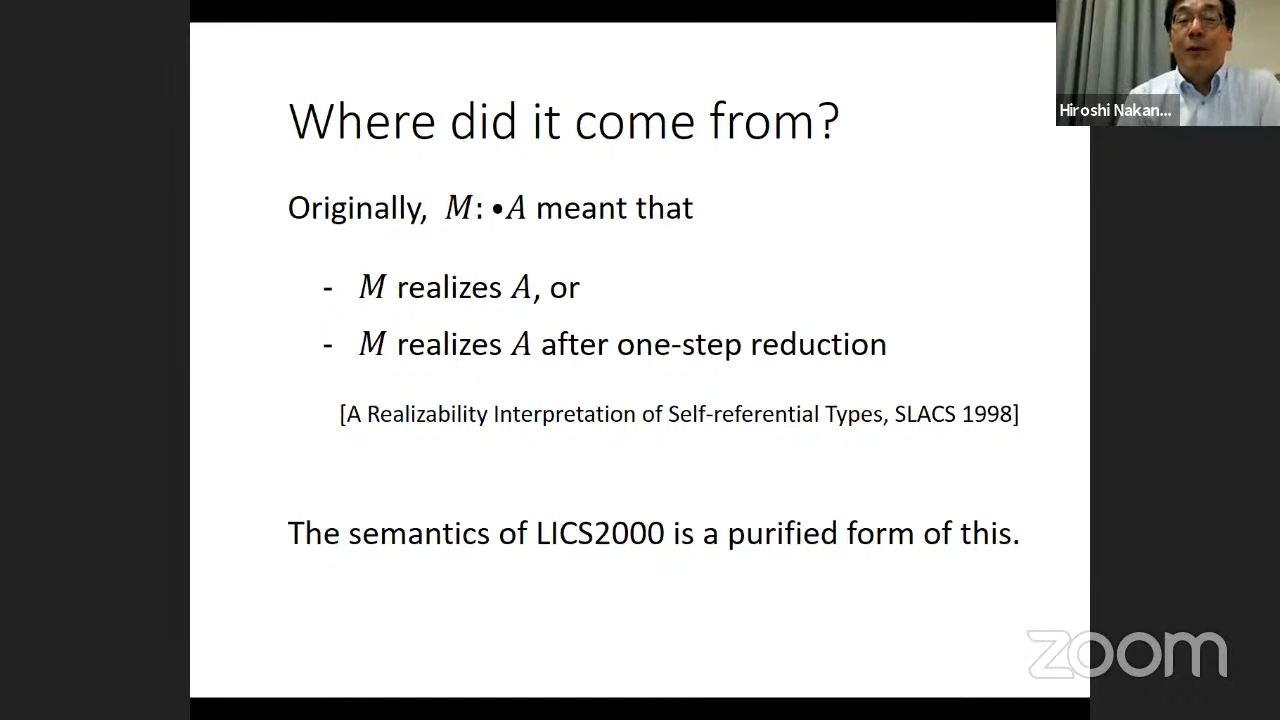 Where did it come from?
Hiroshi Nakan...
Originally, M: •A meant that
- M realizes A, or
- M realizes A after one-step reduction
[A Realizability Interpretation of Self-referential Types, SLACS 1998]
The semantics of LICS2000 is a purified form of this.
zoom